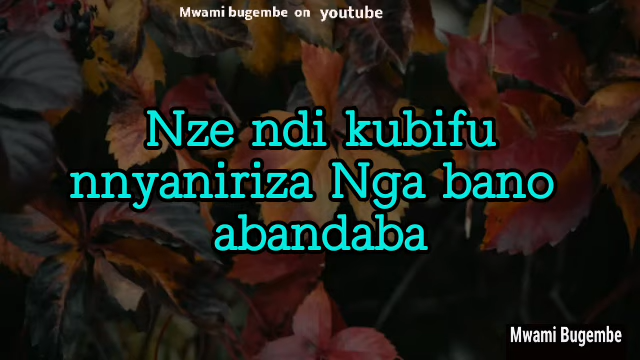 Mwami bugembe on youtube
Nze ndi kubifu
nnyaniriza Nga bano
abandaba
Mwami Bugembe